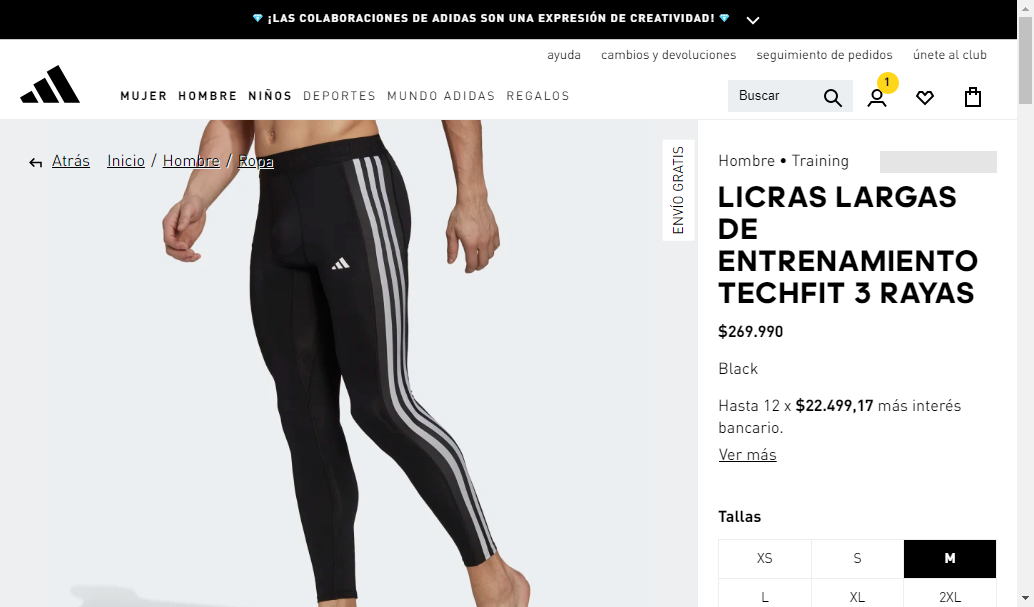 💎 ¡LAS COLABORACIONES DE ADIDAS SON UNA EXPRESIÓN DE CREATIVIDAD! 💎
ayuda cambios y devoluciones seguimiento de pedidos únete al club
MUJER HOMBRE NIÑOS DEPORTES MUNDO ADIDAS REGALOS Buscar 1
Atrás Inicio / Hombre / Ropa
ENVÍO GRATIS
Hombre • Training
LICRAS LARGAS
DE
ENTRENAMIENTO
TECHFIT 3 RAYAS
$269.990
Black
Hasta 12 x $22.499,17 más interés
bancario.
Ver más
Tallas
XS S M
L XL 2XL